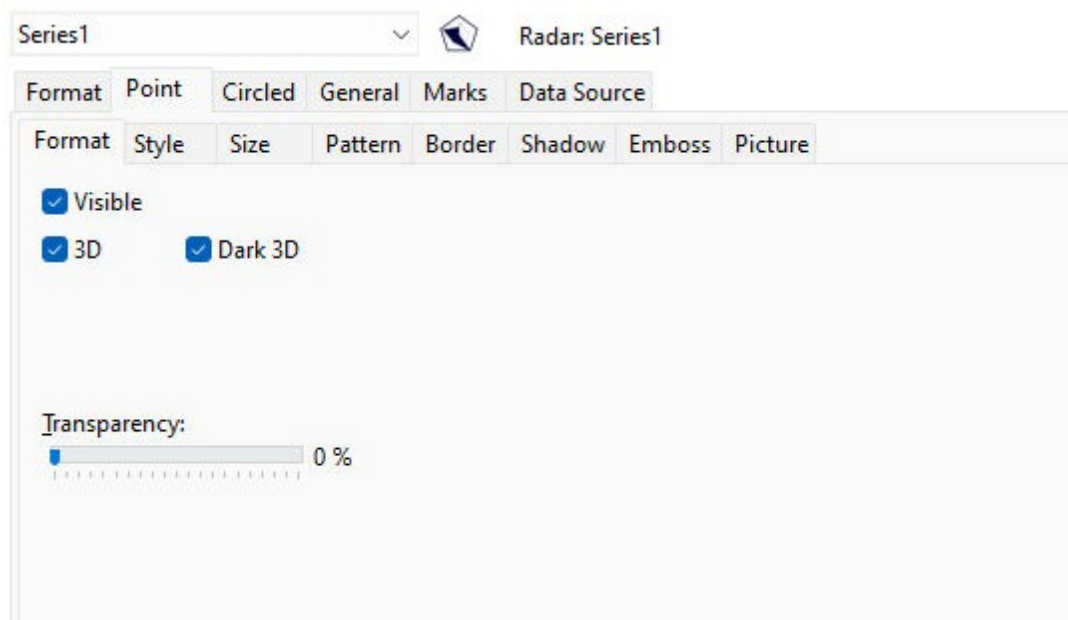 Series1 Radar: Series1
Format Point Circled General Marks Data Source
Format Style Size Pattern Border Shadow Emboss Picture
Visible
3D Dark 3D
Transparency:
0 %